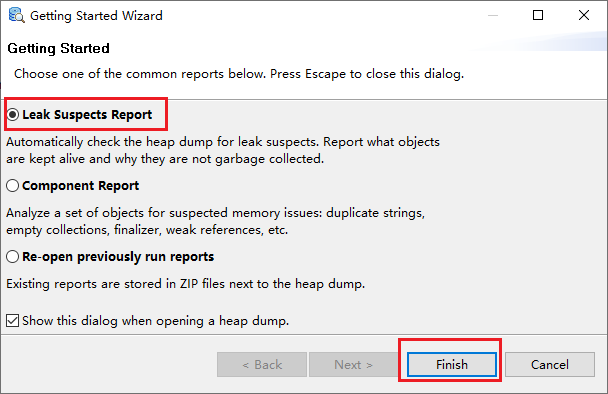 Getting Started Wizard
Getting Started
Choose one of the common reports below. Press Escape to close this dialog.
Leak Suspects Report
Automatically check the heap dump for leak suspects. Report what objects
are kept alive and why they are not garbage collected.
Component Report
Analyze a set of objects for suspected memory issues: duplicate strings,
empty collections, finalizer, weak references, etc.
Re-open previously run reports
Existing reports are stored in ZIP files next to the heap dump.
Show this dialog when opening a heap dump.
< Back Next > Finish Cancel